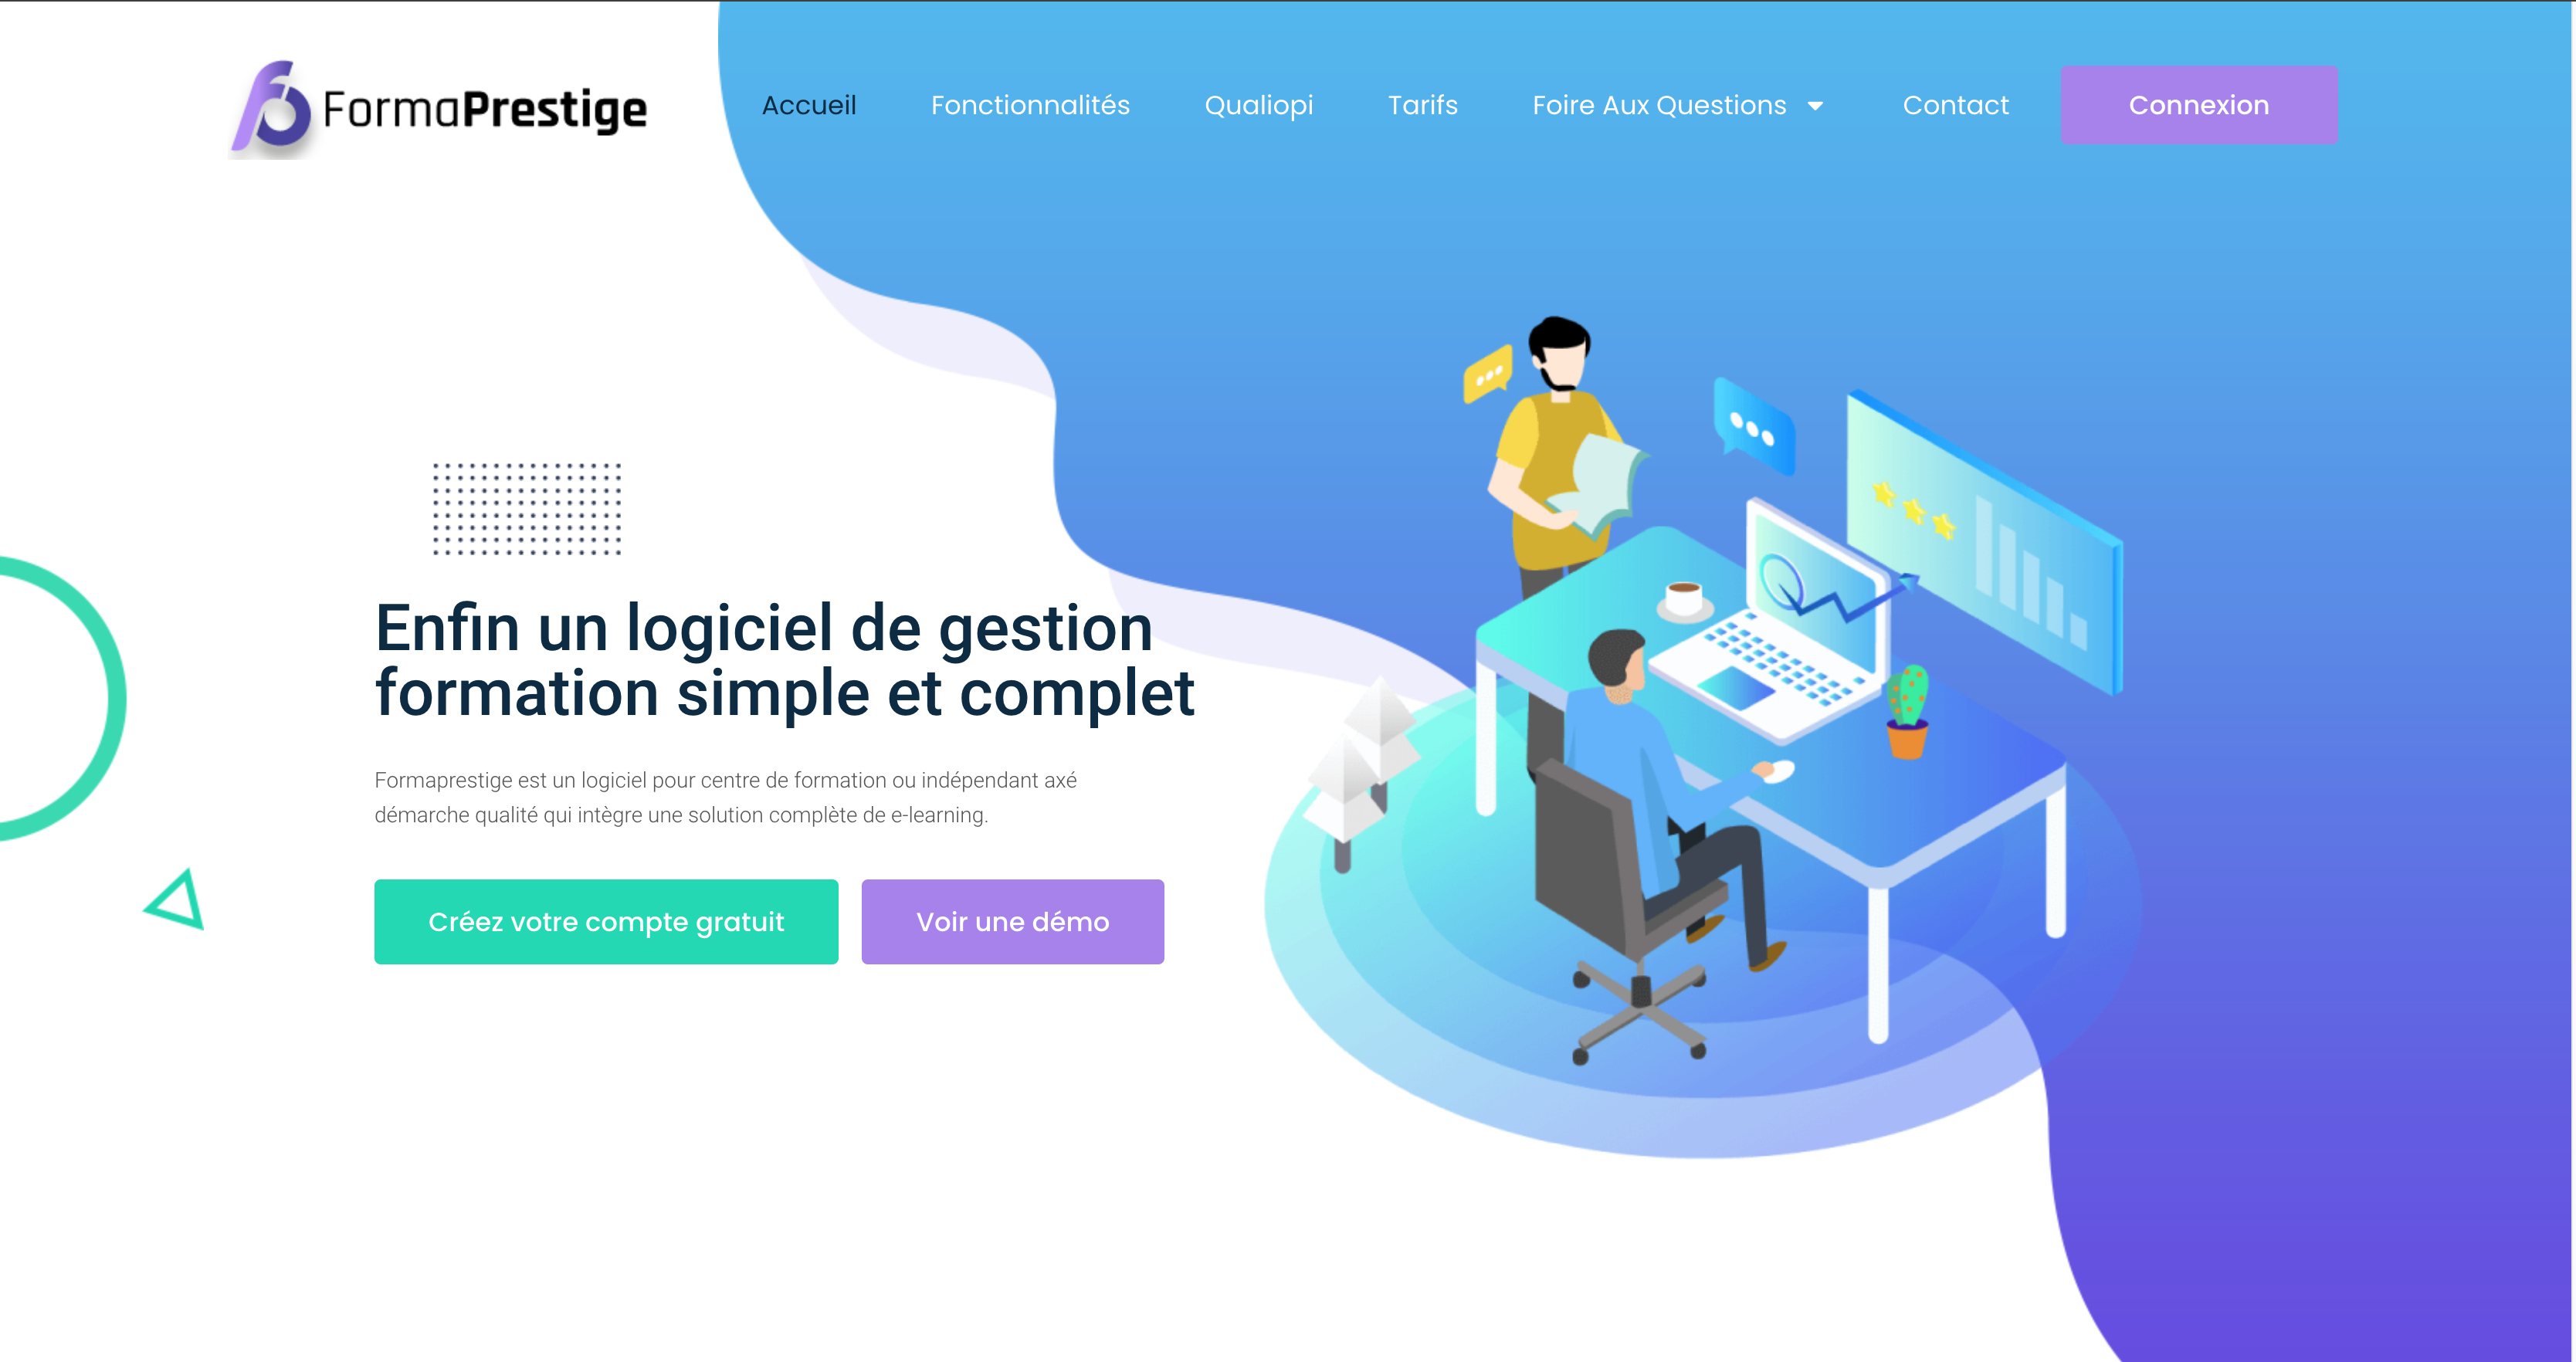 FormaPrestige
Accueil
Fonctionnalités
Qualiopi
Tarifs
Foire Aux Questions
Contact
Connexion
Enfin un logiciel de gestion
formation simple et complet
Formaprestige est un logiciel pour centre de formation ou indépendant axé
démarche qualité qui intègre une solution complète de e-learning.
Créez votre compte gratuit
Voir une démo